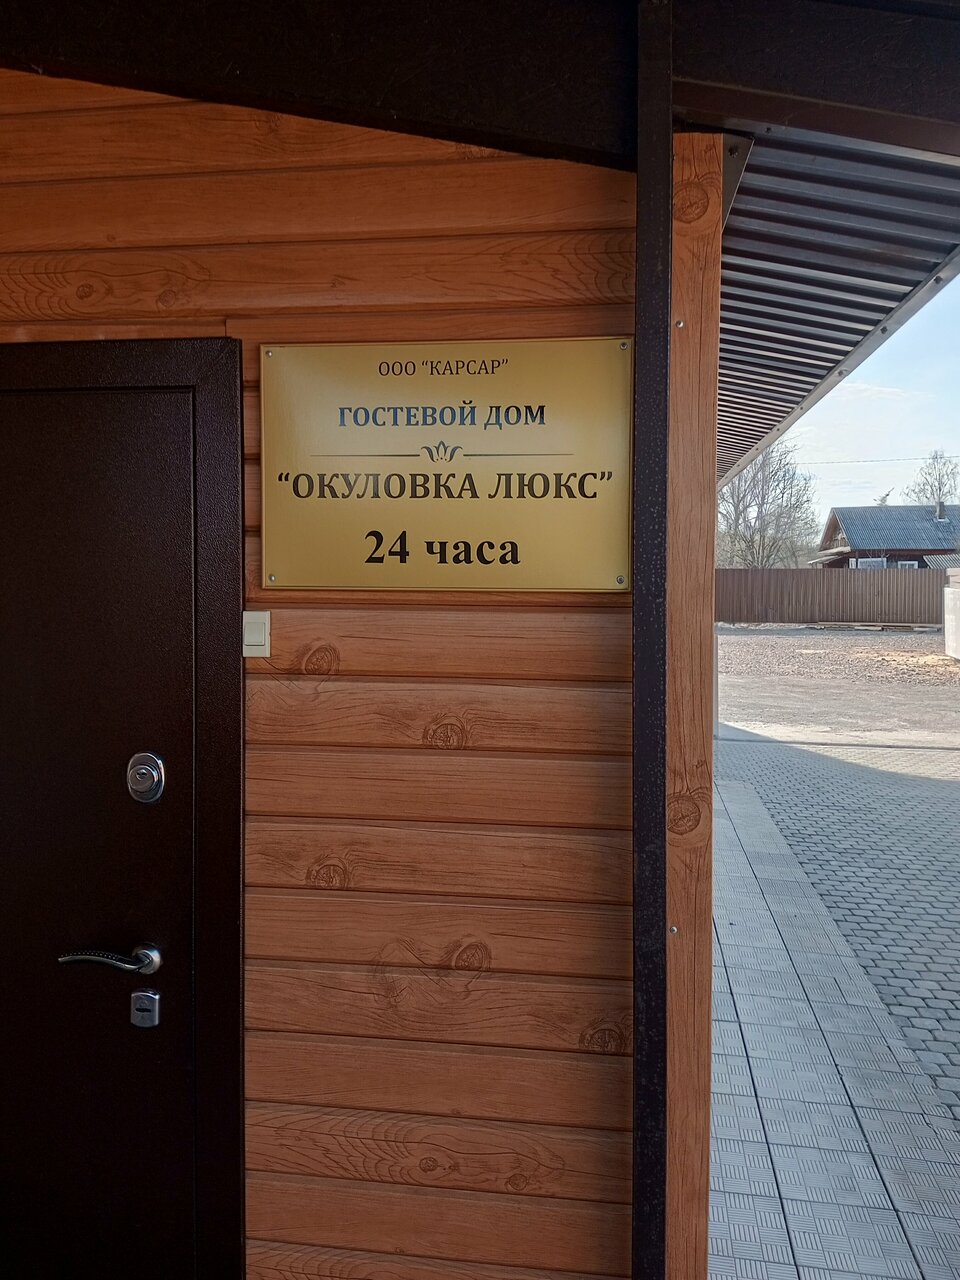 ООО “КАРСАР”
ГОСТЕВОЙ ДОМ
“ОКУЛОВКА ЛЮКС”
24 часа